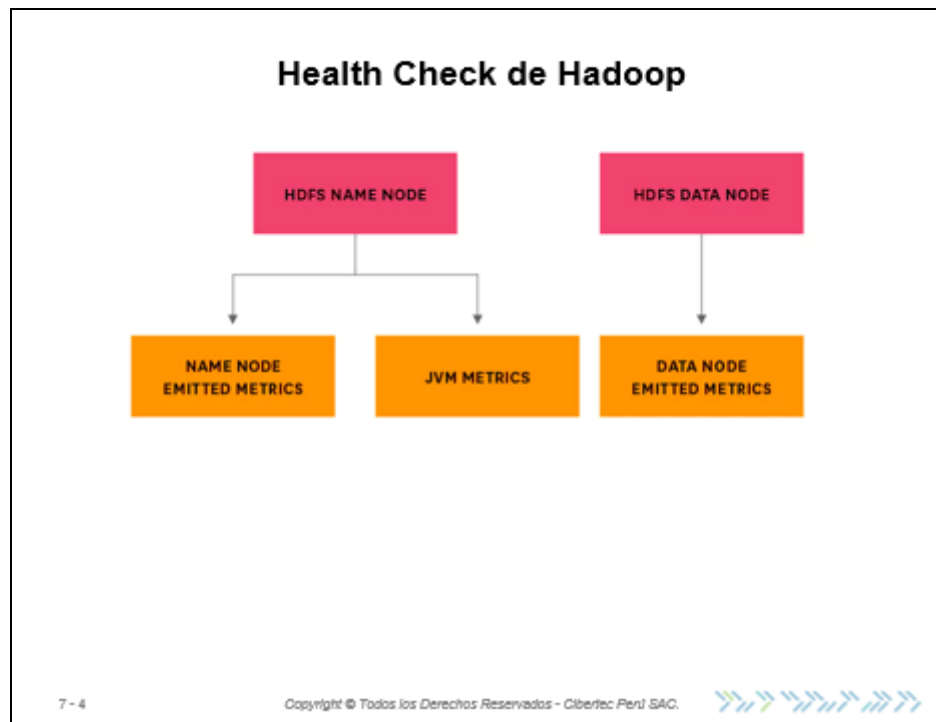 Health Check de Hadoop
HDFS NAME NODE
HDFS DATA NODE
NAME NODE
EMITTED METRICS
JVM METRICS
DATA NODE
EMITTED METRICS
7 - 4
Copyright © Todos los Derechos Reservados - Cibertec Perú SAC.